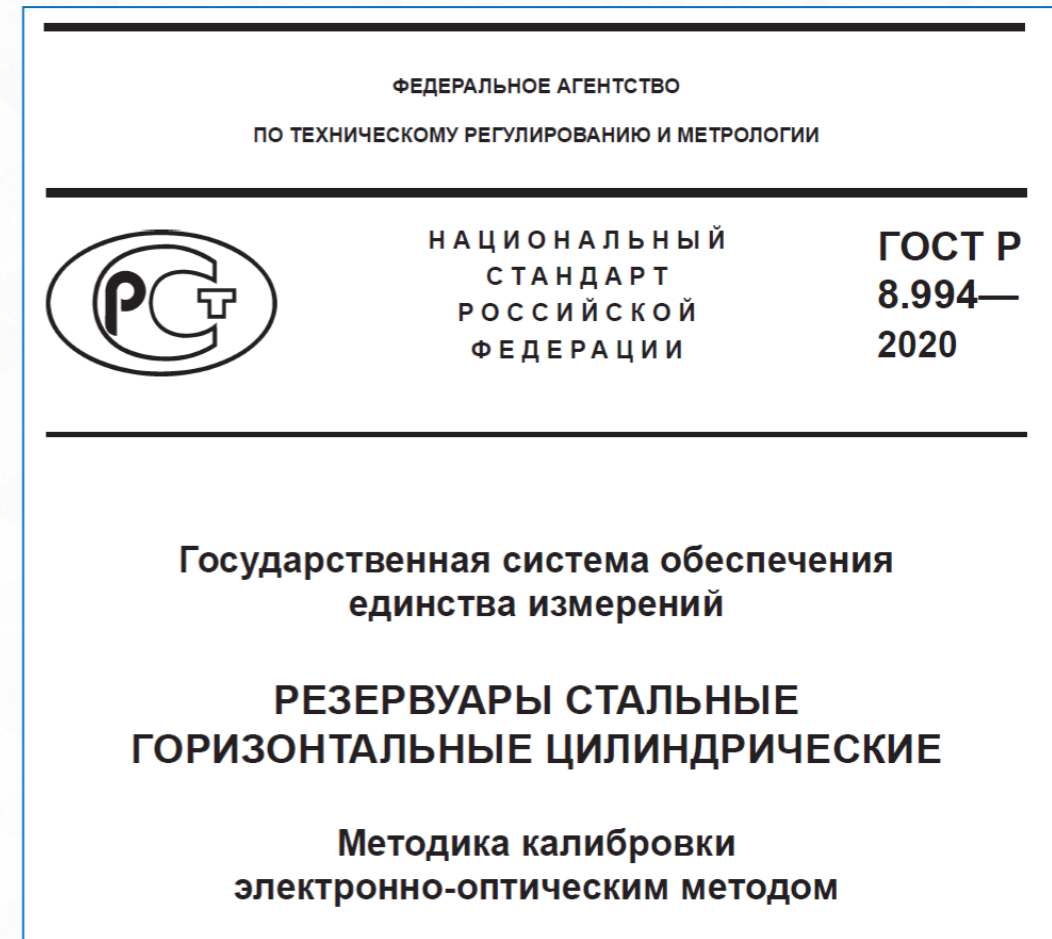 ФЕДЕРАЛЬНОЕ АГЕНТСТВО
ПО ТЕХНИЧЕСКОМУ РЕГУЛИРОВАНИЮ И МЕТРОЛОГИИ
РСТ
НАЦИОНАЛЬНЫЙ
СТАНДАРТ
РОССИЙСКОЙ
ФЕДЕРАЦИИ
ГОСТ Р
8.994—
2020
Государственная система обеспечения
единства измерений
РЕЗЕРВУАРЫ СТАЛЬНЫЕ
ГОРИЗОНТАЛЬНЫЕ ЦИЛИНДРИЧЕСКИЕ
Методика калибровки
электронно-оптическим методом